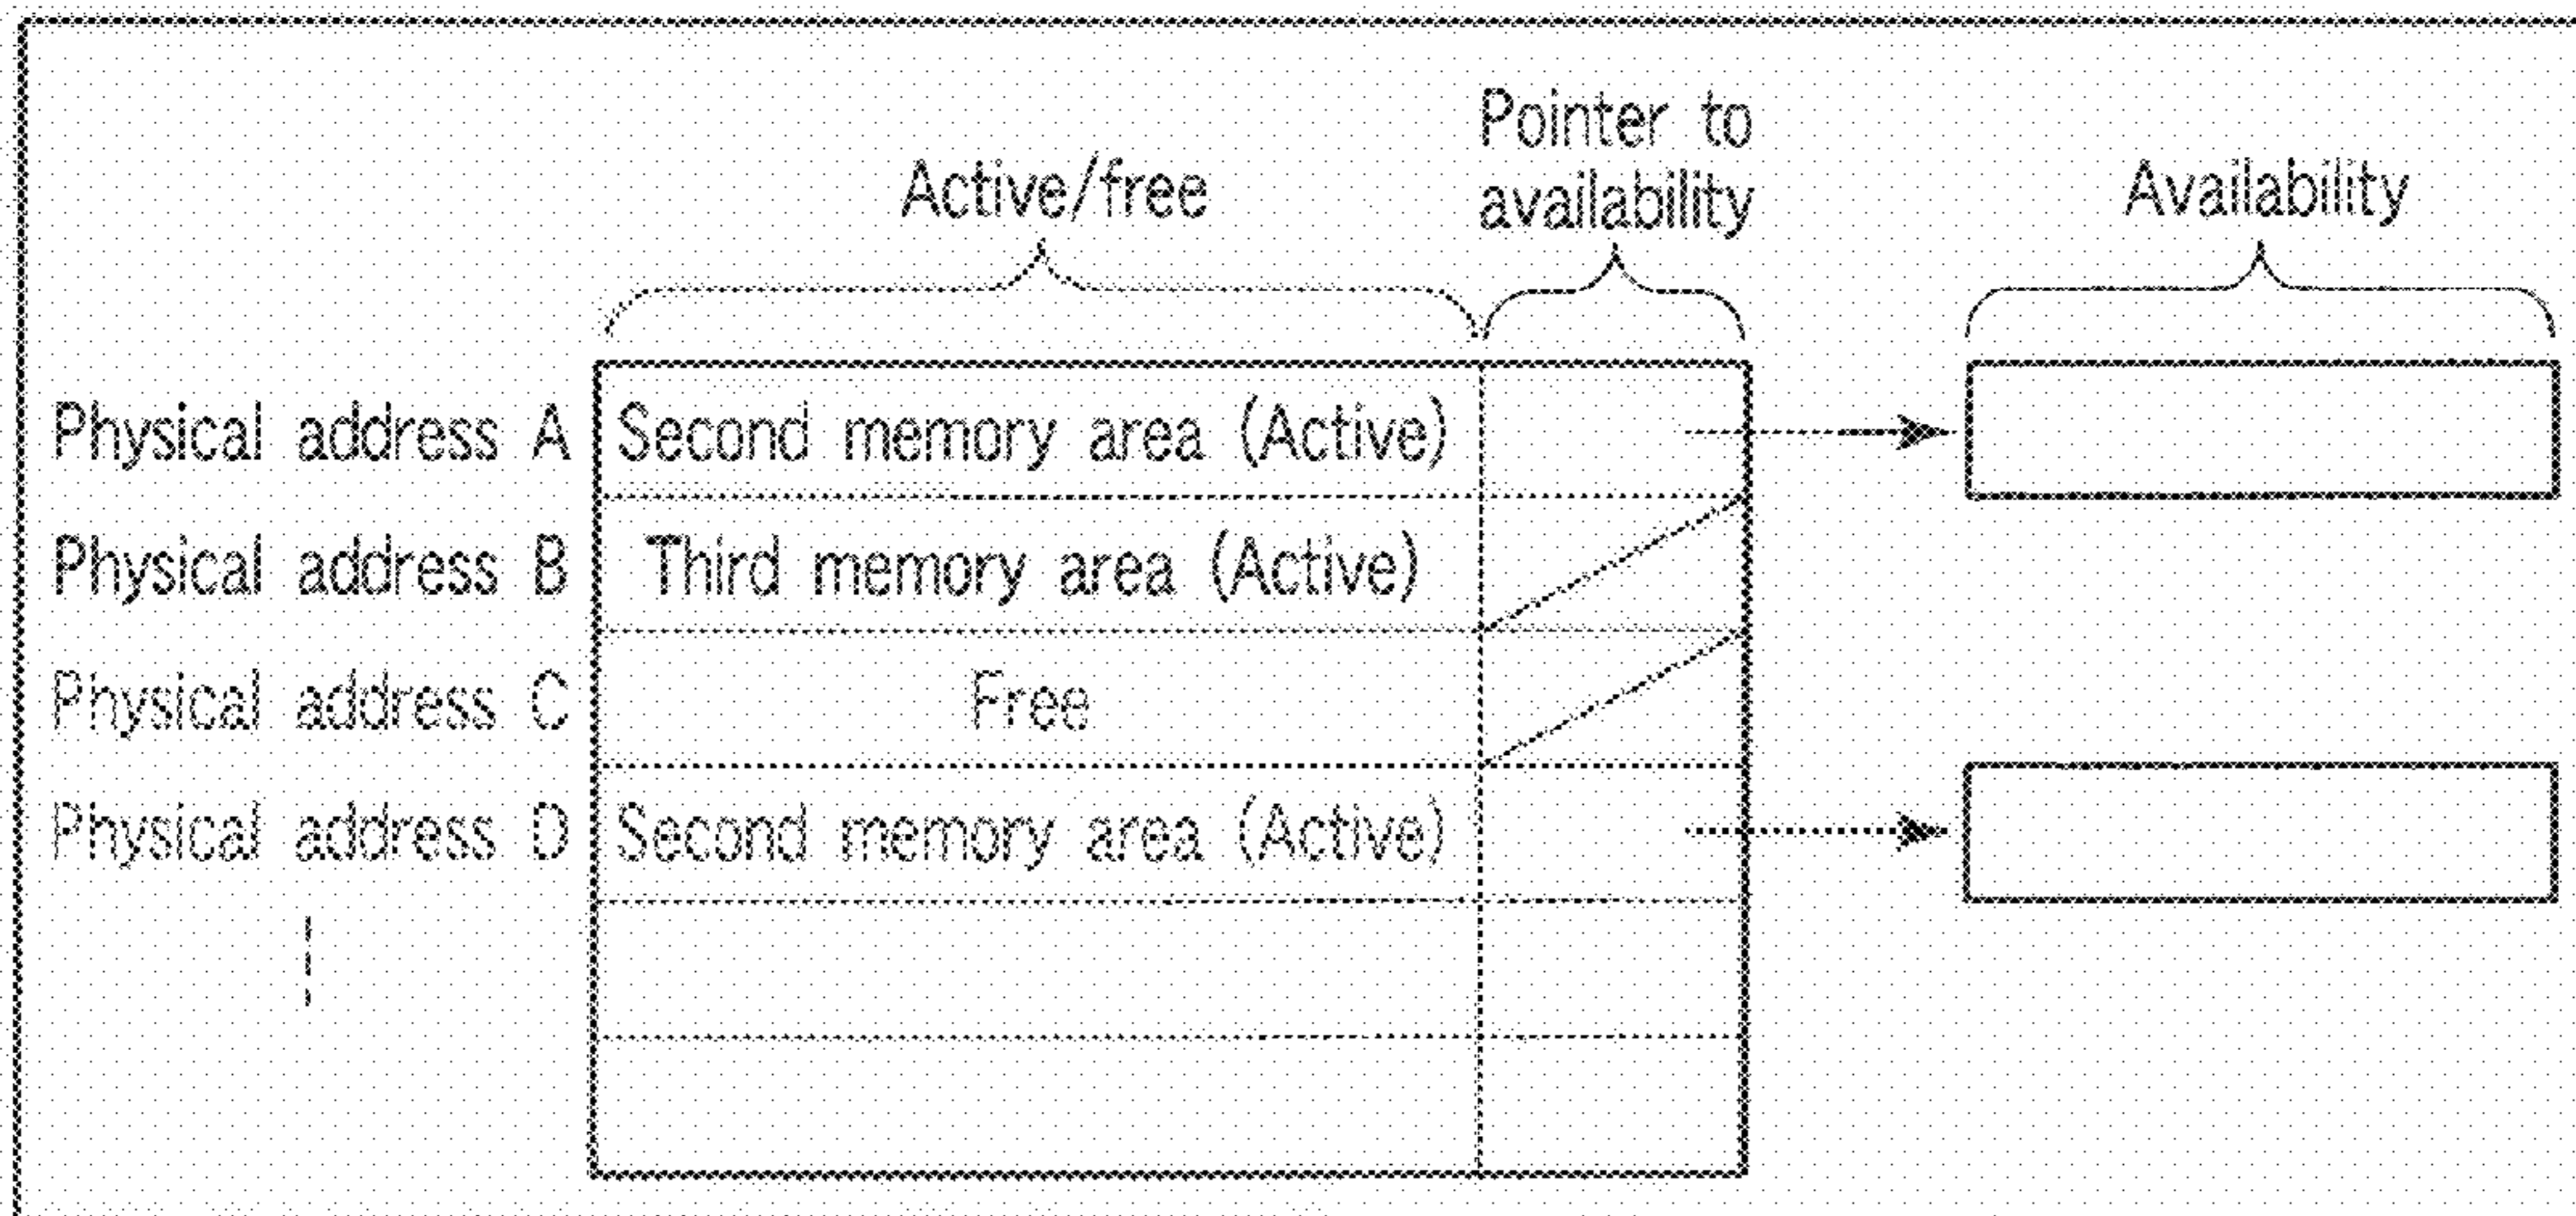 Pointer to
Active/free availability Availability
Physical address A Second memory area (Active)
Physical address B Third memory area (Active)
Physical address C Free
Physical address D Second memory area (Active)